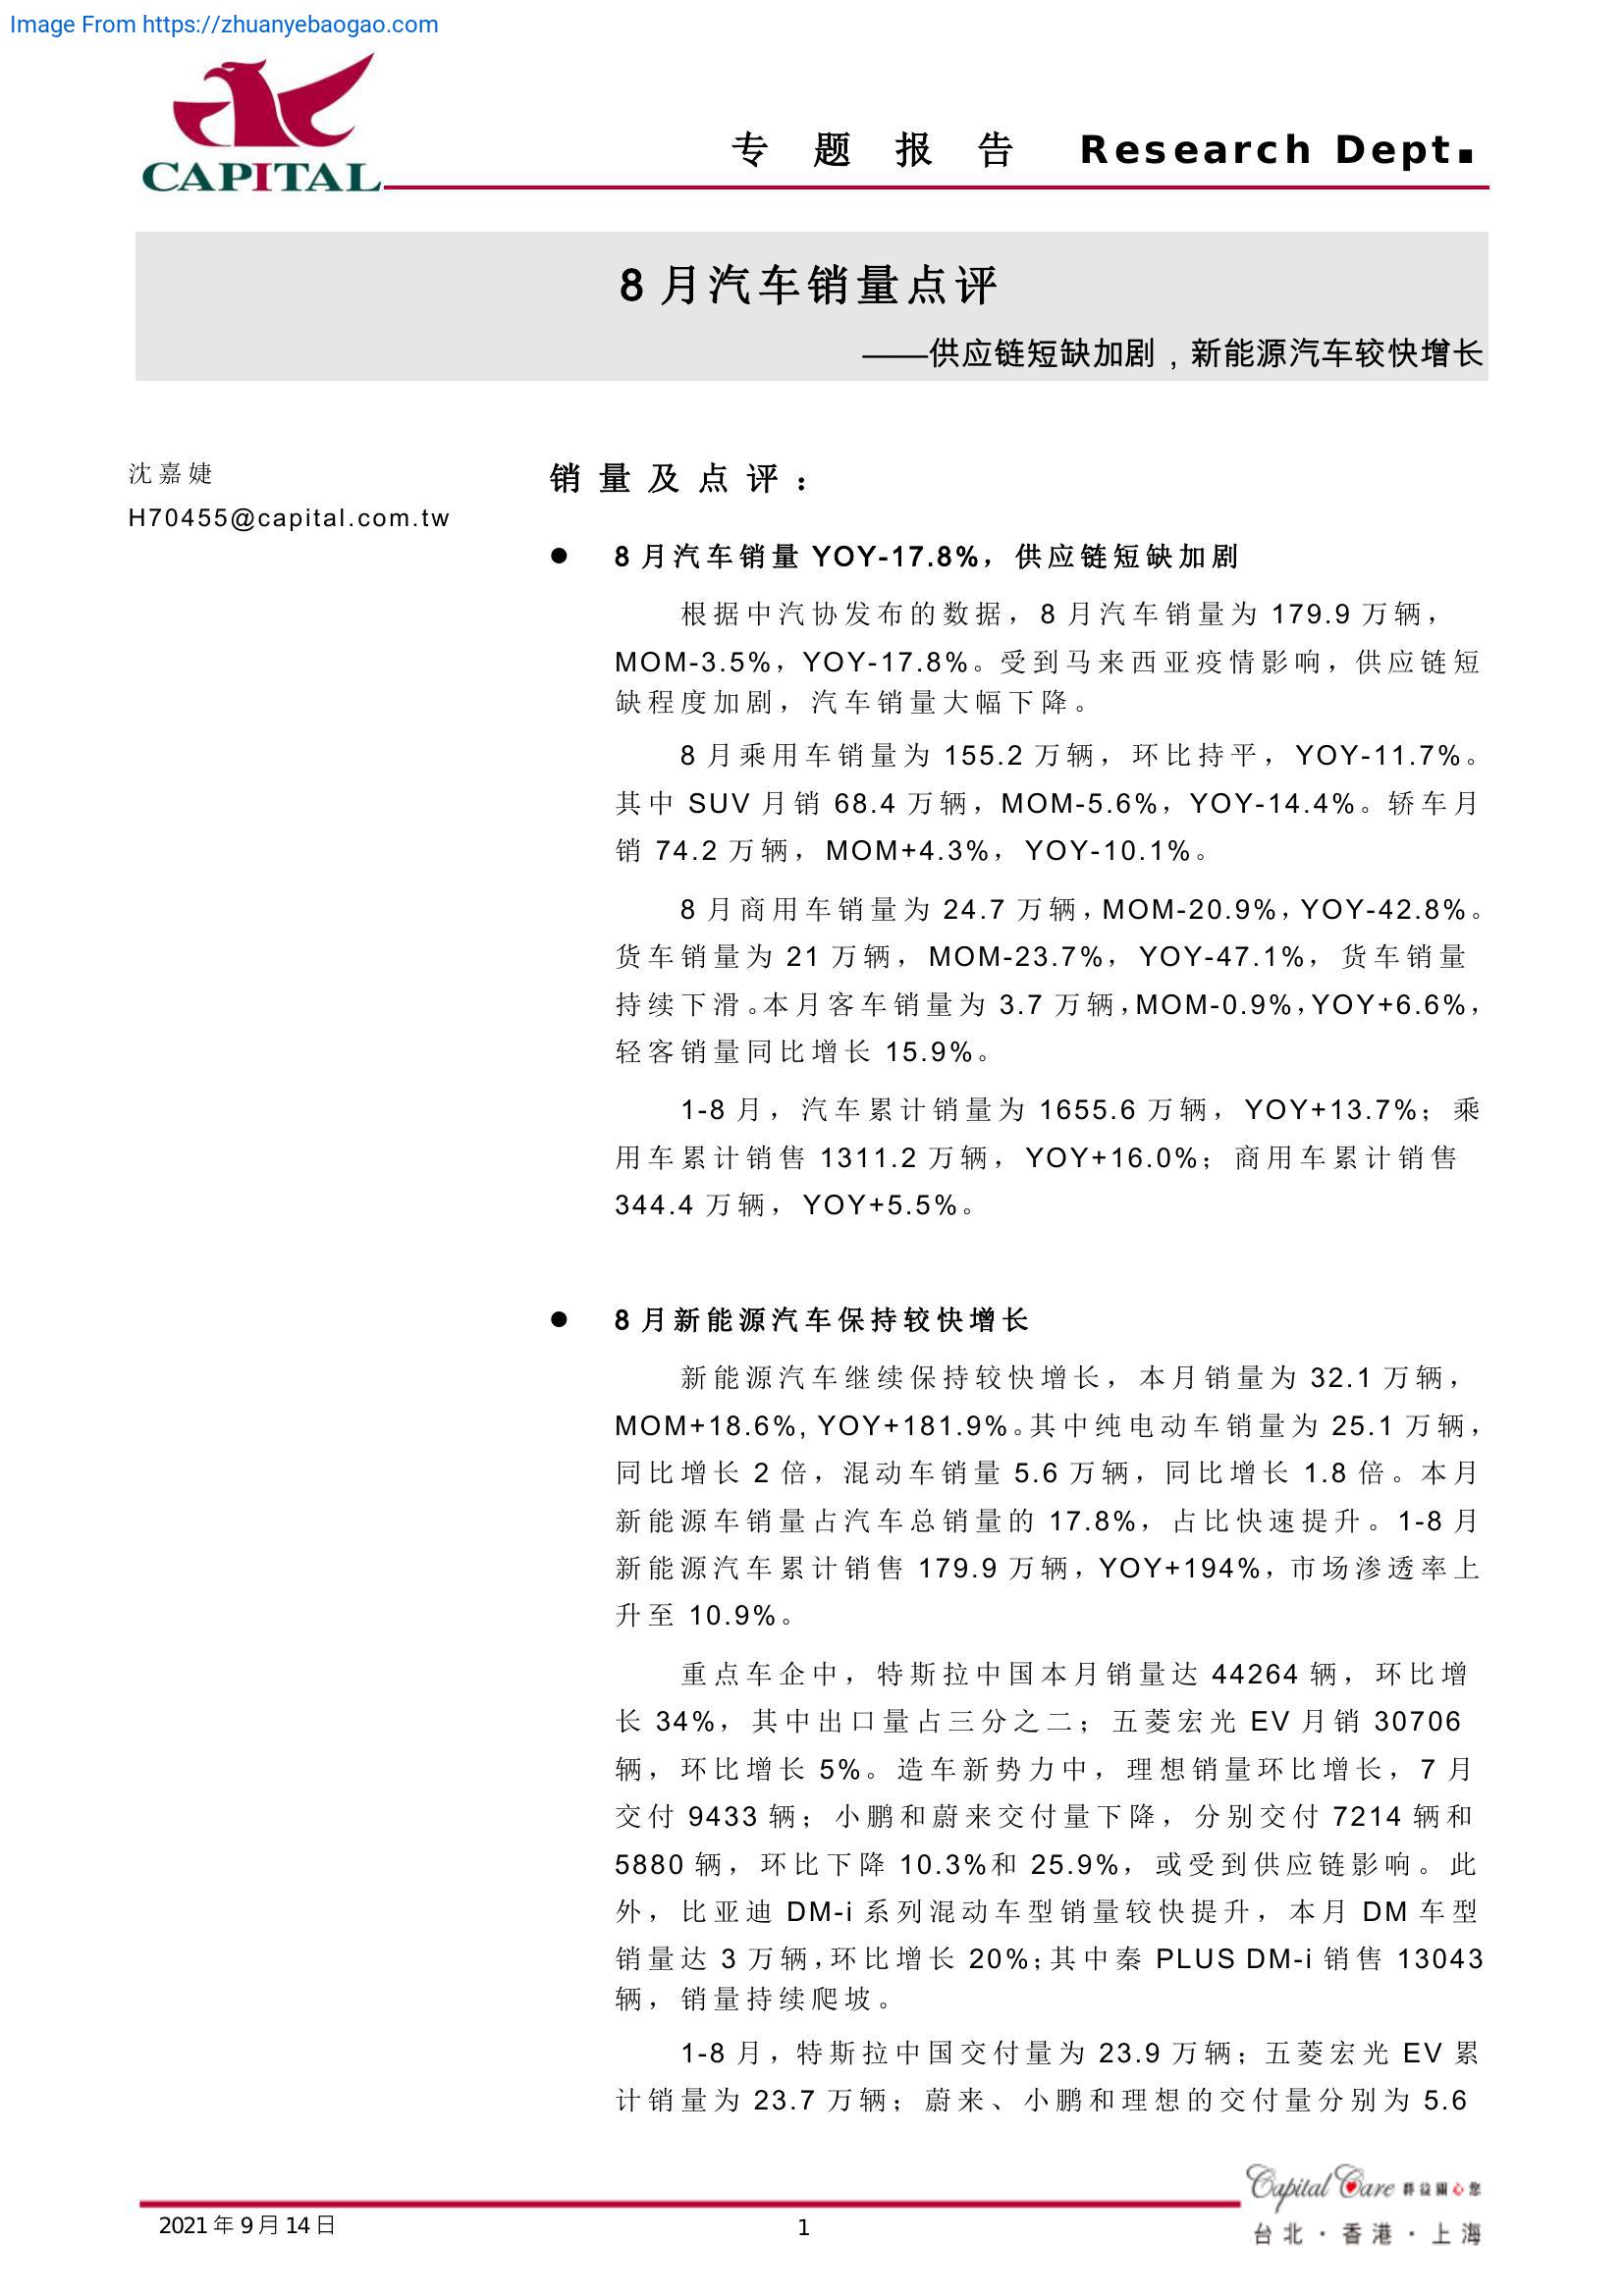 Image From https://zhuanyebaogao.com
CAPITAL
专 题 报 告 Research Dept.
8 月汽车销量点评
——供应链短缺加剧，新能源汽车较快增长
沈嘉婕
H70455@capital.com.tw
销量及点评：
● 8 月汽车销量 YOY-17.8%，供应链短缺加剧
根据中汽协发布的数据，8 月汽车销量为 179.9 万辆，
MOM-3.5%，YOY-17.8%。受到马来西亚疫情影响，供应链短
缺程度加剧，汽车销量大幅下降。
8 月乘用车销量为 155.2 万辆，环比持平，YOY-11.7%。
其中 SUV 月销 68.4 万辆，MOM-5.6%，YOY-14.4%。轿车月
销 74.2 万辆，MOM+4.3%，YOY-10.1%。
8 月商用车销量为 24.7 万辆，MOM-20.9%，YOY-42.8%。
货车销量为 21 万辆，MOM-23.7%，YOY-47.1%，货车销量
持续下滑。本月客车销量为 3.7 万辆，MOM-0.9%，YOY+6.6%，
轻客销量同比增长 15.9%。
1-8 月，汽车累计销量为 1655.6 万辆，YOY+13.7%；乘
用车累计销售 1311.2 万辆，YOY+16.0%；商用车累计销售
344.4 万辆，YOY+5.5%。
● 8 月新能源汽车保持较快增长
新能源汽车继续保持较快增长，本月销量为 32.1 万辆，
MOM+18.6%, YOY+181.9%。其中纯电动车销量为 25.1 万辆，
同比增长 2 倍，混动车销量 5.6 万辆，同比增长 1.8 倍。本月
新能源车销量占汽车总销量的 17.8%，占比快速提升。1-8 月
新能源汽车累计销售 179.9 万辆，YOY+194%，市场渗透率上
升至 10.9%。
重点车企中，特斯拉中国本月销量达 44264 辆，环比增
长 34%，其中出口量占三分之二；五菱宏光 EV 月销 30706
辆，环比增长 5%。造车新势力中，理想销量环比增长，7 月
交付 9433 辆；小鹏和蔚来交付量下降，分别交付 7214 辆和
5880 辆，环比下降 10.3%和 25.9%，或受到供应链影响。此
外，比亚迪 DM-i 系列混动车型销量较快提升，本月 DM 车型
销量达 3 万辆，环比增长 20%；其中秦 PLUS DM-i 销售 13043
辆，销量持续爬坡。
1-8 月，特斯拉中国交付量为 23.9 万辆；五菱宏光 EV 累
计销量为 23.7 万辆；蔚来、小鹏和理想的交付量分别为 5.6
Capital Care 群益關心您
2021 年 9 月 14 日
1
台北・香港・上海